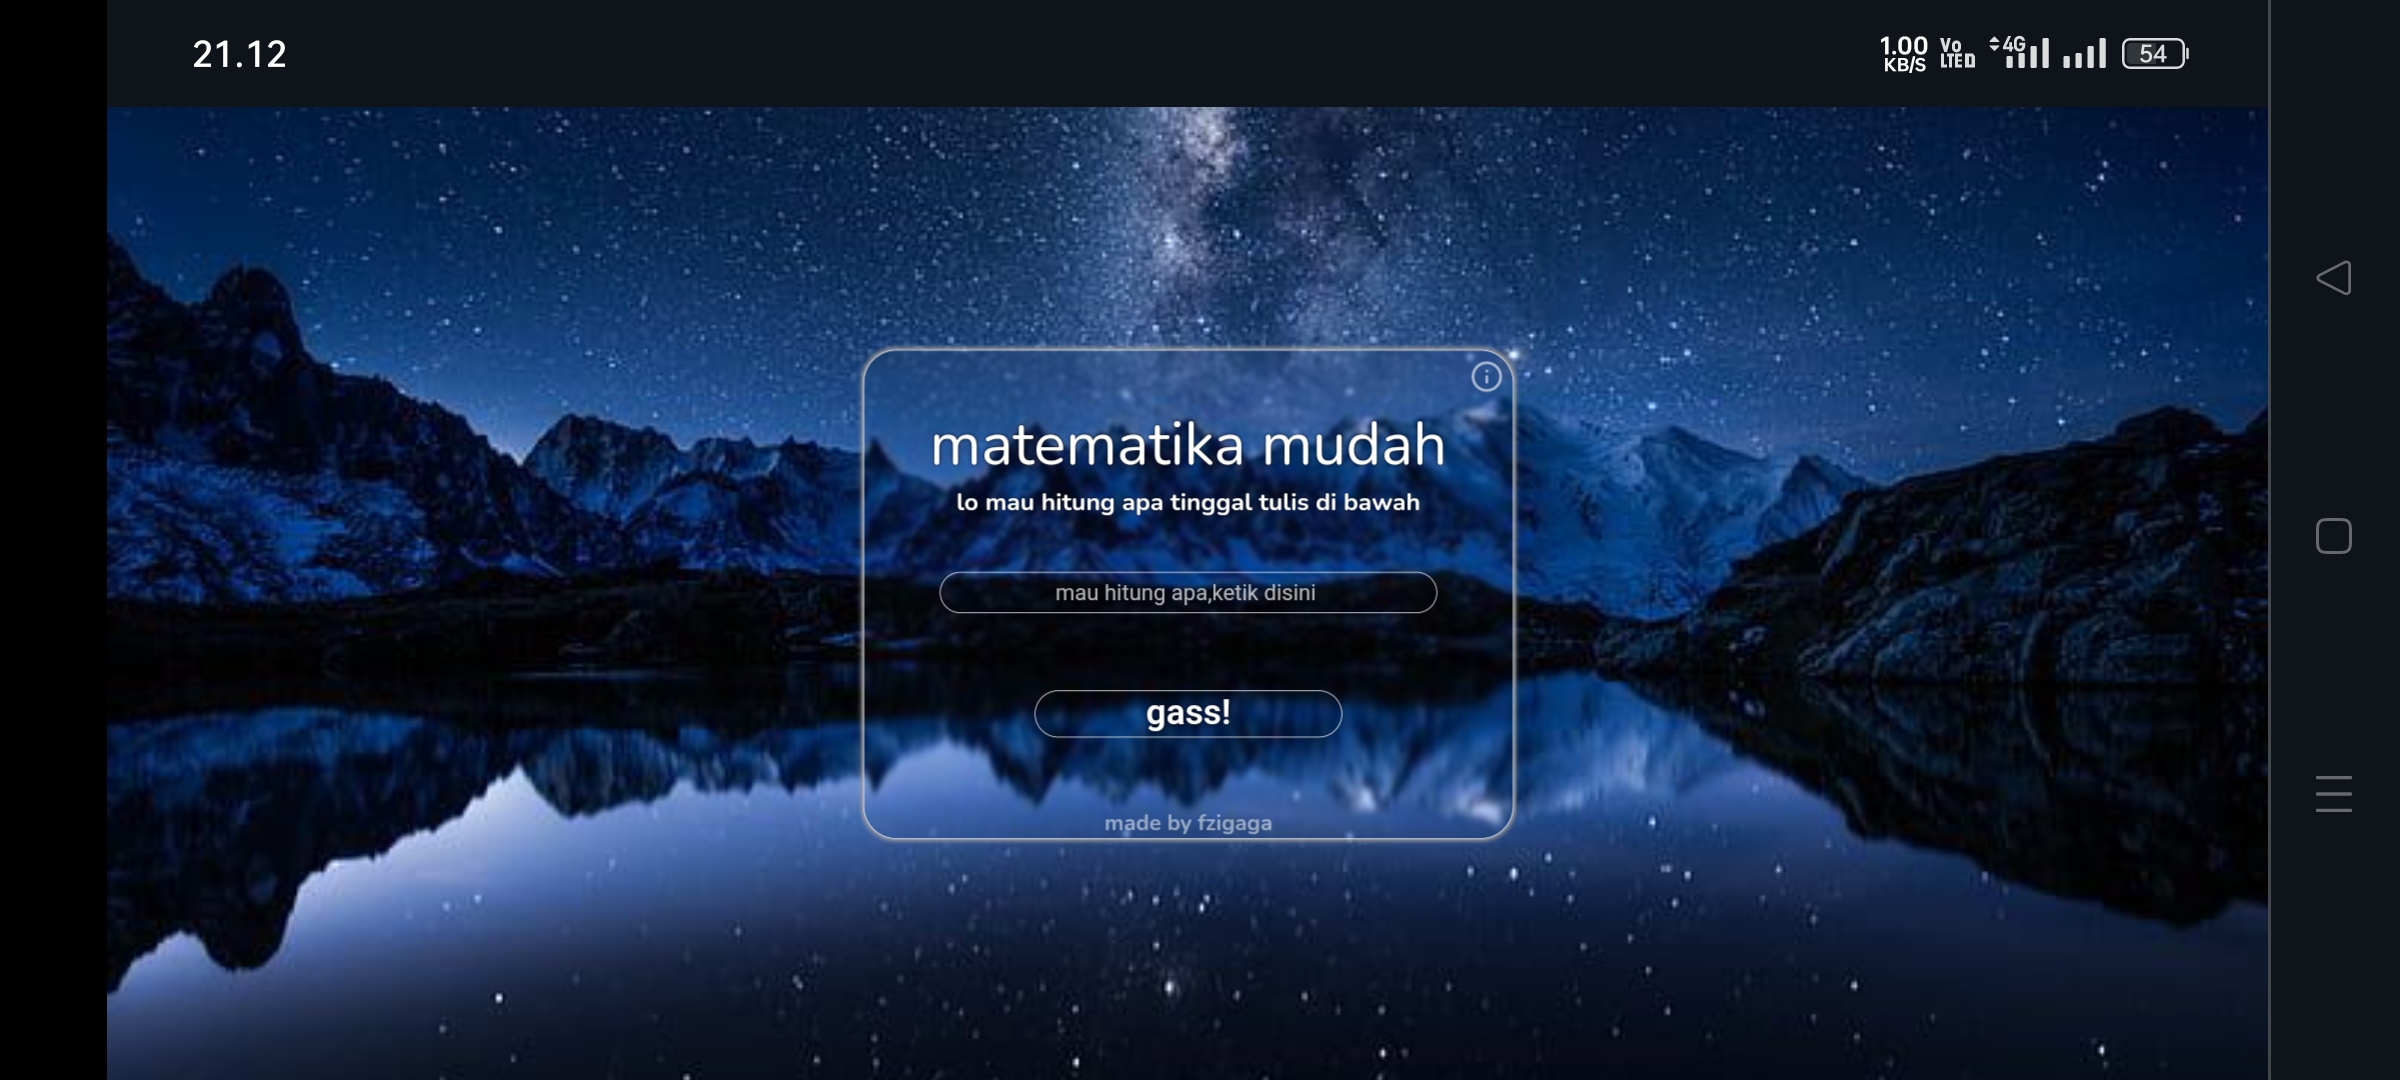 21.12
1.00 KB/S Vo LTE D 4G 54
matematika mudah
lo mau hitung apa tinggal tulis di bawah
mau hitung apa,ketik disini
gass!
made by fzigaga